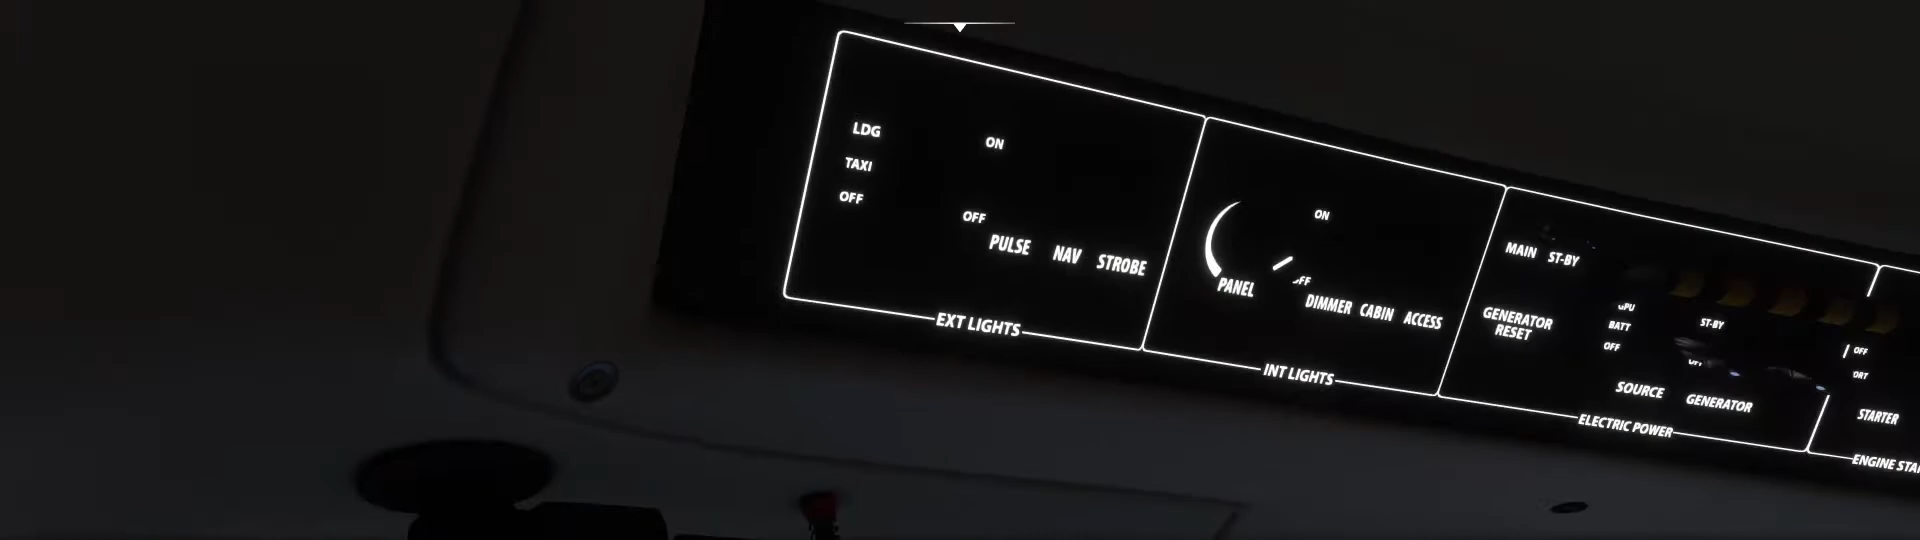 LDG
TAXI
OFF
ON
OFF
PULSE NAV STROBE
EXT LIGHTS
ON
PANEL
DIMMER CABIN ACCESS
INT LIGHTS
MAIN ST-BY
GENERATOR
RESET
BATT
OFF
ST-BY
SOURCE GENERATOR
ELECTRIC POWER
OFF
STARTER